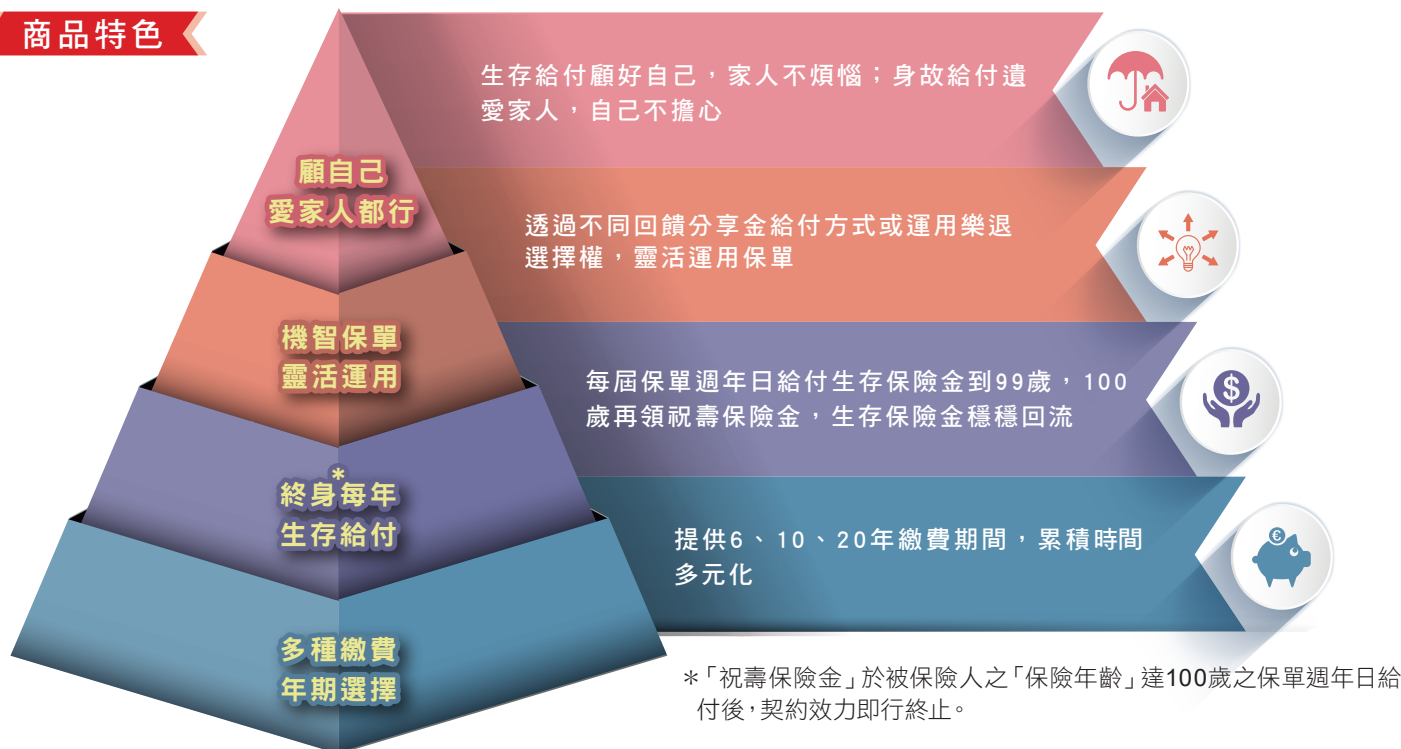 商品特色
生存給付顧好自己，家人不煩惱；身故給付遺
愛家人，自己不擔心
顧自己
愛家人都行
透過不同回饋分享金給付方式或運用樂退
選擇權，靈活運用保單
機智保單
靈活運用
每屆保單週年日給付生存保險金到99歲，100
歲再領祝壽保險金，生存保險金穩穩回流
*
終身每年
生存給付
提供6、10、20年繳費期間，累積時間
多元化
多種繳費
年期選擇
＊「祝壽保險金」於被保險人之「保險年齡」達100歲之保單週年日給
付後，契約效力即行終止。